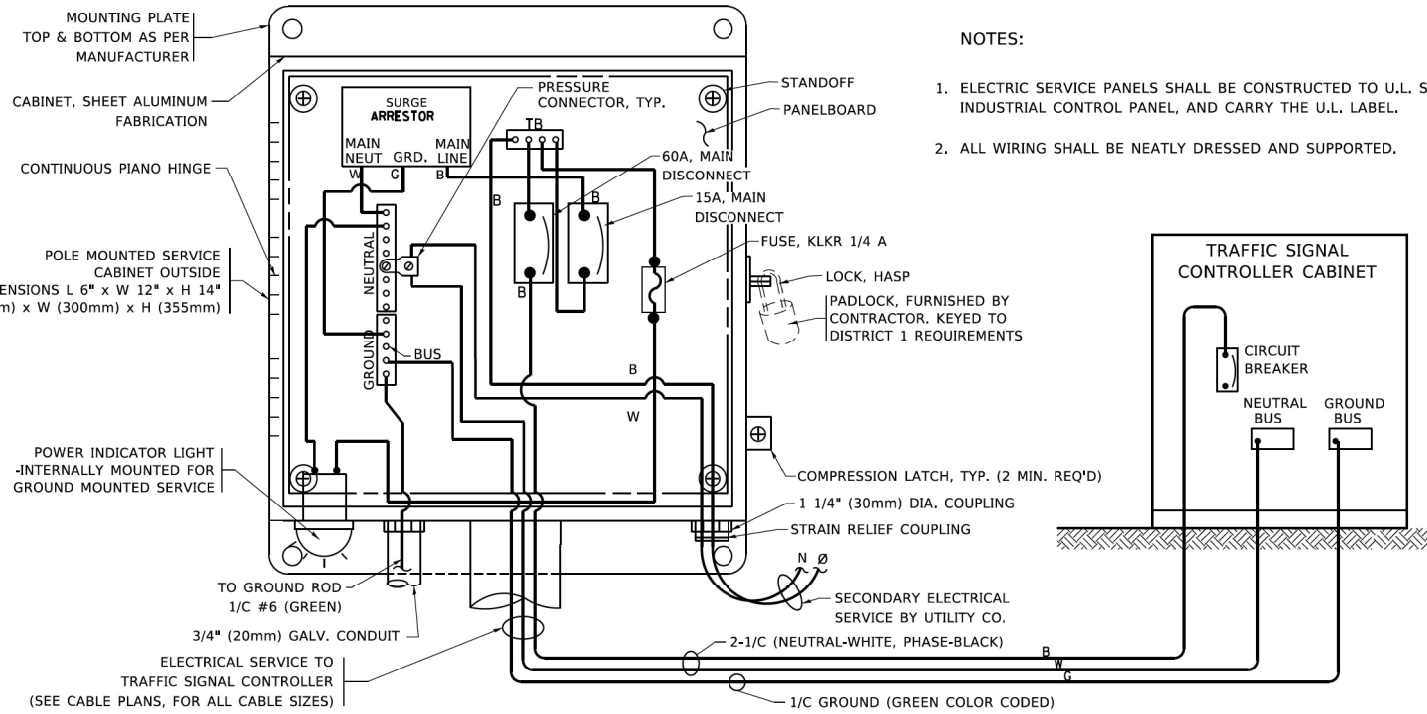 MOUNTING PLATE
TOP & BOTTOM AS PER
MANUFACTURER
CABINET, SHEET ALUMINUM
FABRICATION
CONTINUOUS PIANO HINGE
POLE MOUNTED SERVICE
CABINET OUTSIDE
ENSIONS L 6" x W 12" x H 14"
m) x W (300mm) x H (355mm)
POWER INDICATOR LIGHT
-INTERNALLY MOUNTED FOR
GROUND MOUNTED SERVICE
SURGE
ARRESTOR
MAIN
NEUT
GRD.
MAIN
LINE
W
G
B
PRESSURE
CONNECTOR, TYP.
TB
STANDOFF
PANELBOARD
60A, MAIN
DISCONNECT
15A, MAIN
DISCONNECT
B
B
B
FUSE, KLKR 1/4 A
NEUTRAL
GROUND
BUS
B
W
LOCK, HASP
PADLOCK, FURNISHED BY
CONTRACTOR. KEYED TO
DISTRICT 1 REQUIREMENTS
COMPRESSION LATCH, TYP. (2 MIN. REQ'D)
1 1/4" (30mm) DIA. COUPLING
STRAIN RELIEF COUPLING
N Ø
SECONDARY ELECTRICAL
SERVICE BY UTILITY CO.
TO GROUND ROD
1/C #6 (GREEN)
3/4" (20mm) GALV. CONDUIT
ELECTRICAL SERVICE TO
TRAFFIC SIGNAL CONTROLLER
(SEE CABLE PLANS, FOR ALL CABLE SIZES)
2-1/C (NEUTRAL-WHITE, PHASE-BLACK)
B
W
G
1/C GROUND (GREEN COLOR CODED)
NOTES:
1. ELECTRIC SERVICE PANELS SHALL BE CONSTRUCTED TO U.L. S
INDUSTRIAL CONTROL PANEL, AND CARRY THE U.L. LABEL.
2. ALL WIRING SHALL BE NEATLY DRESSED AND SUPPORTED.
TRAFFIC SIGNAL
CONTROLLER CABINET
CIRCUIT
BREAKER
NEUTRAL
BUS
GROUND
BUS